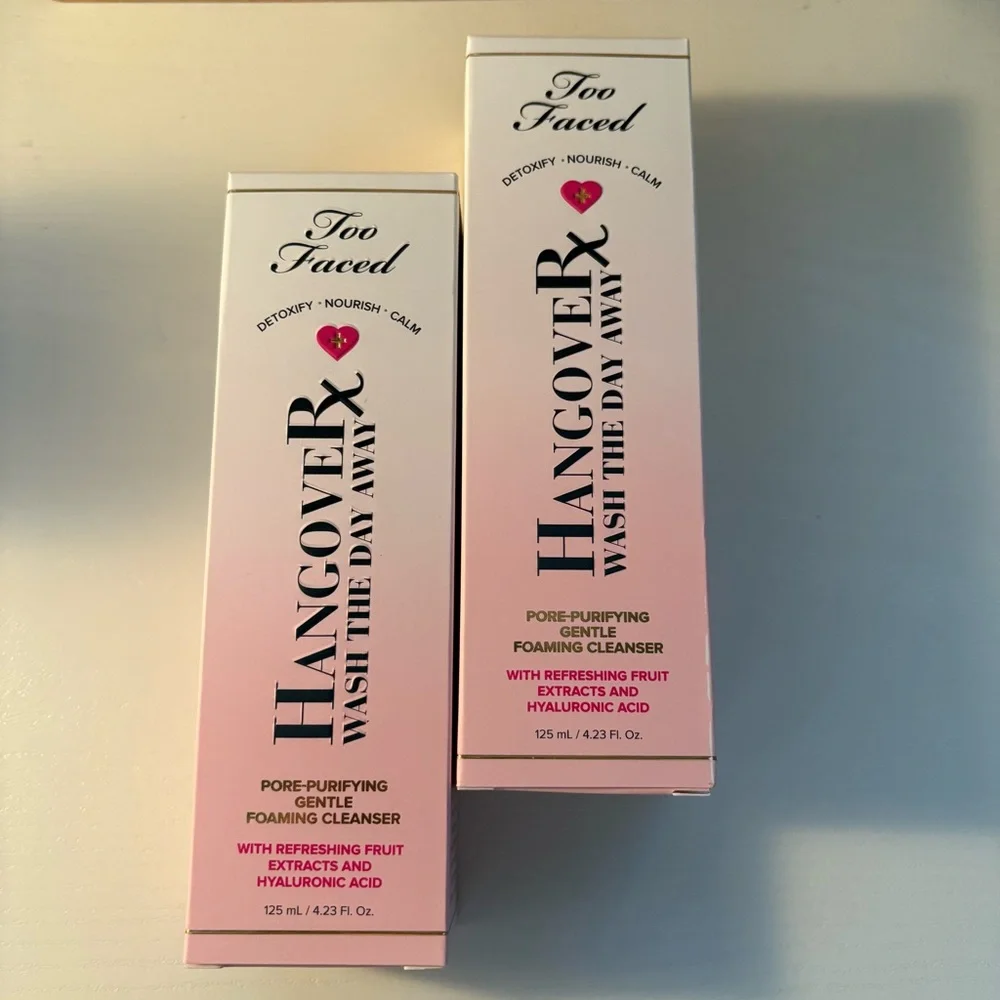 Too
Faced
DETOXIFY • NOURISH • CALM
HANGOVERx
WASH THE DAY AWAY
PORE-PURIFYING
GENTLE
FOAMING CLEANSER
WITH REFRESHING FRUIT
EXTRACTS AND
HYALURONIC ACID
125 mL / 4.23 Fl. Oz.
Too
Faced
DETOXIFY • NOURISH • CALM
HANGOVERx
WASH THE DAY AWAY
PORE-PURIFYING
GENTLE
FOAMING CLEANSER
WITH REFRESHING FRUIT
EXTRACTS AND
HYALURONIC ACID
125 mL / 4.23 Fl. Oz.